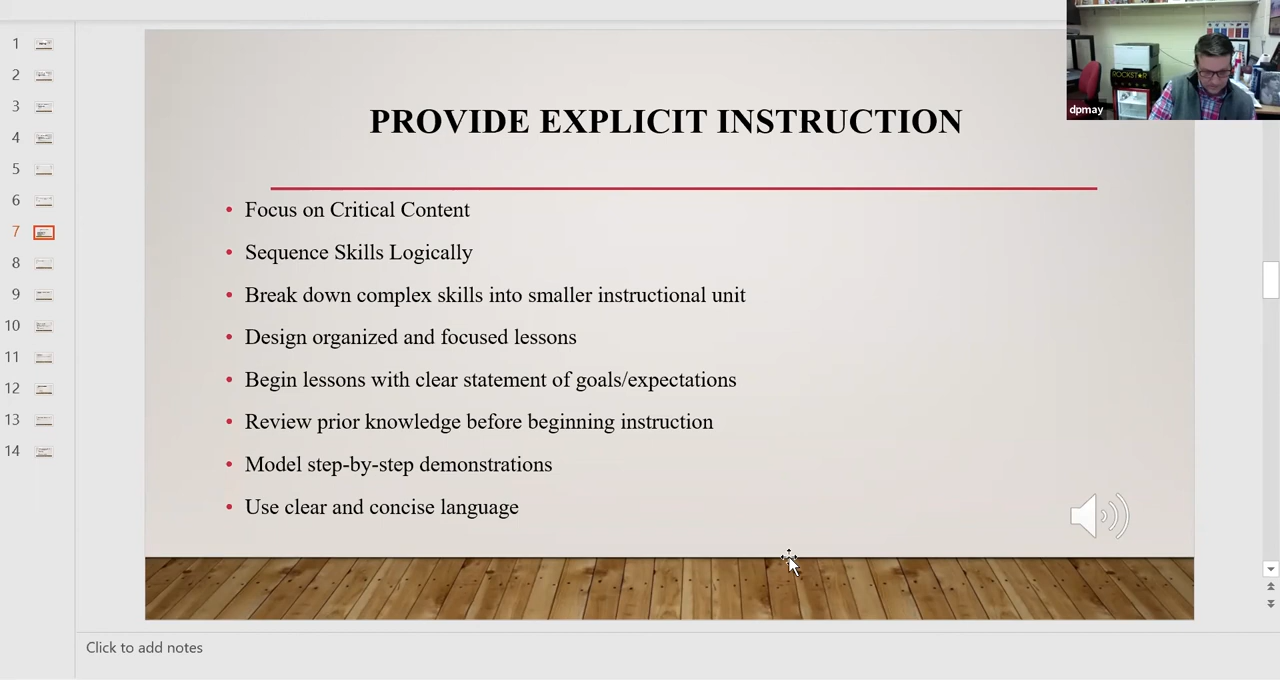 1
2
3
4
5
6
7
8
9
10
11
12
13
14
PROVIDE EXPLICIT INSTRUCTION
• Focus on Critical Content
• Sequence Skills Logically
• Break down complex skills into smaller instructional unit
• Design organized and focused lessons
• Begin lessons with clear statement of goals/expectations
• Review prior knowledge before beginning instruction
• Model step-by-step demonstrations
• Use clear and concise language
Click to add notes
ROCKSTAR
dpmay